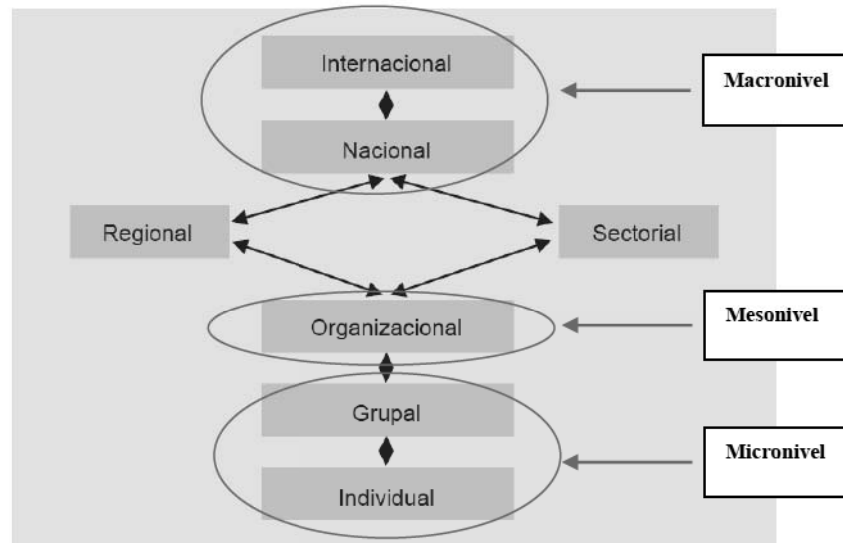 Internacional
Macronivel
Nacional
Regional
Sectorial
Organizacional
Mesonivel
Grupal
Micronivel
Individual